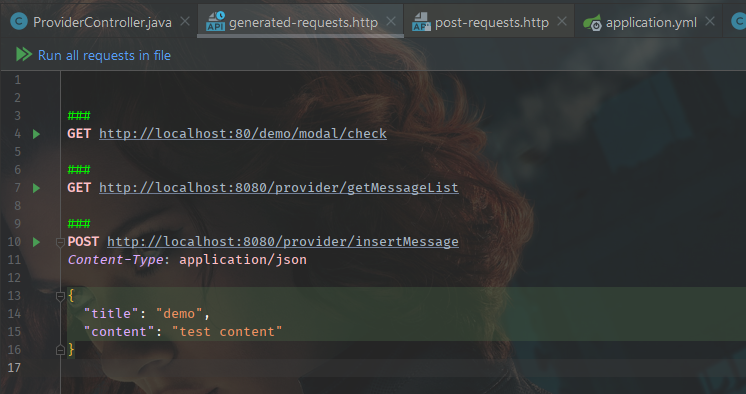 ProviderController.java generated-requests.http post-requests.http application.yml
Run all requests in file
1
2
3 ###
4 GET http://localhost:80/demo/modal/check
5
6 ###
7 GET http://localhost:8080/provider/getMessageList
8
9 ###
10 POST http://localhost:8080/provider/insertMessage
11 Content-Type: application/json
12
13 {
14 "title": "demo",
15 "content": "test content"
16 }
17